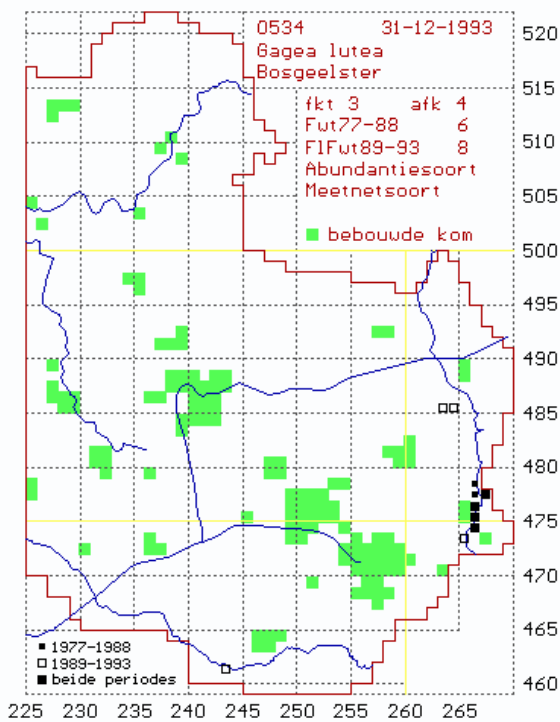 0534 31-12-1993
Gagea lutea
Bosgeelster
fkt 3 afk 4
Fwt77-88 6
FlFwt89-93 8
Abundantiesoort
Meetnetsoort
bebouwde kom
520
515
510
505
500
495
490
485
480
475
470
465
460
1977-1988
1989-1993
beide periodes
225 230 235 240 245 250 255 260 265